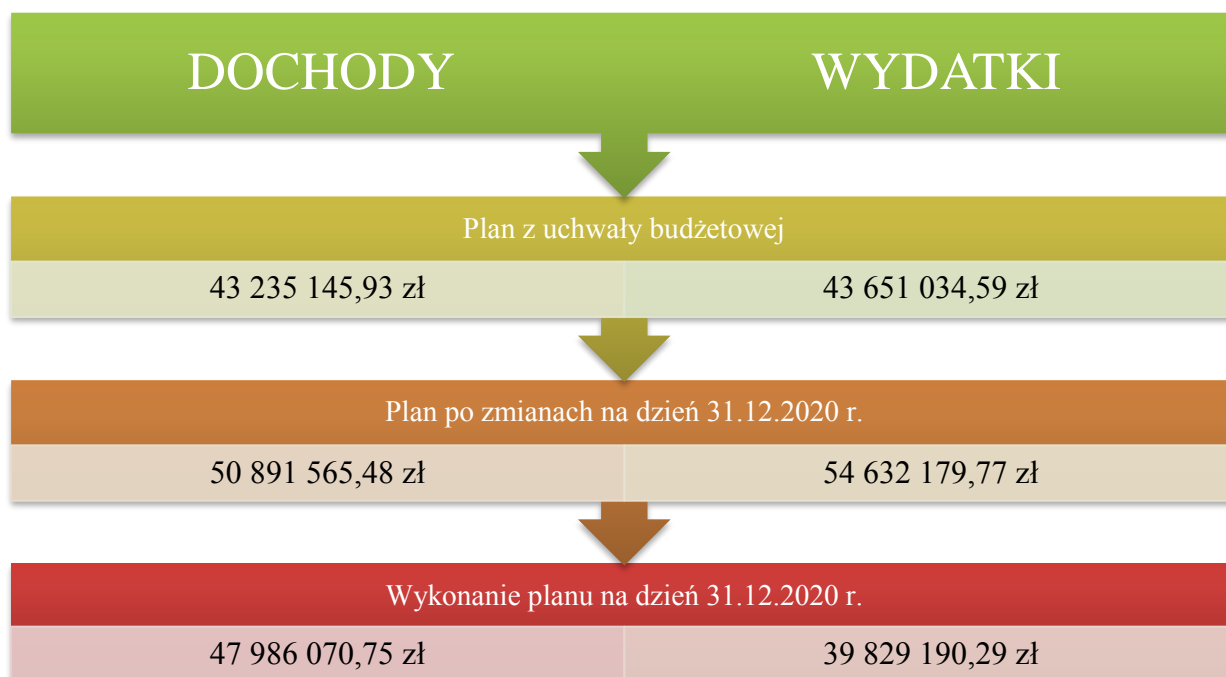 DOCHODY WYDATKI
Plan z uchwały budżetowej
43 235 145,93 zł 43 651 034,59 zł
Plan po zmianach na dzień 31.12.2020 r.
50 891 565,48 zł 54 632 179,77 zł
Wykonanie planu na dzień 31.12.2020 r.
47 986 070,75 zł 39 829 190,29 zł